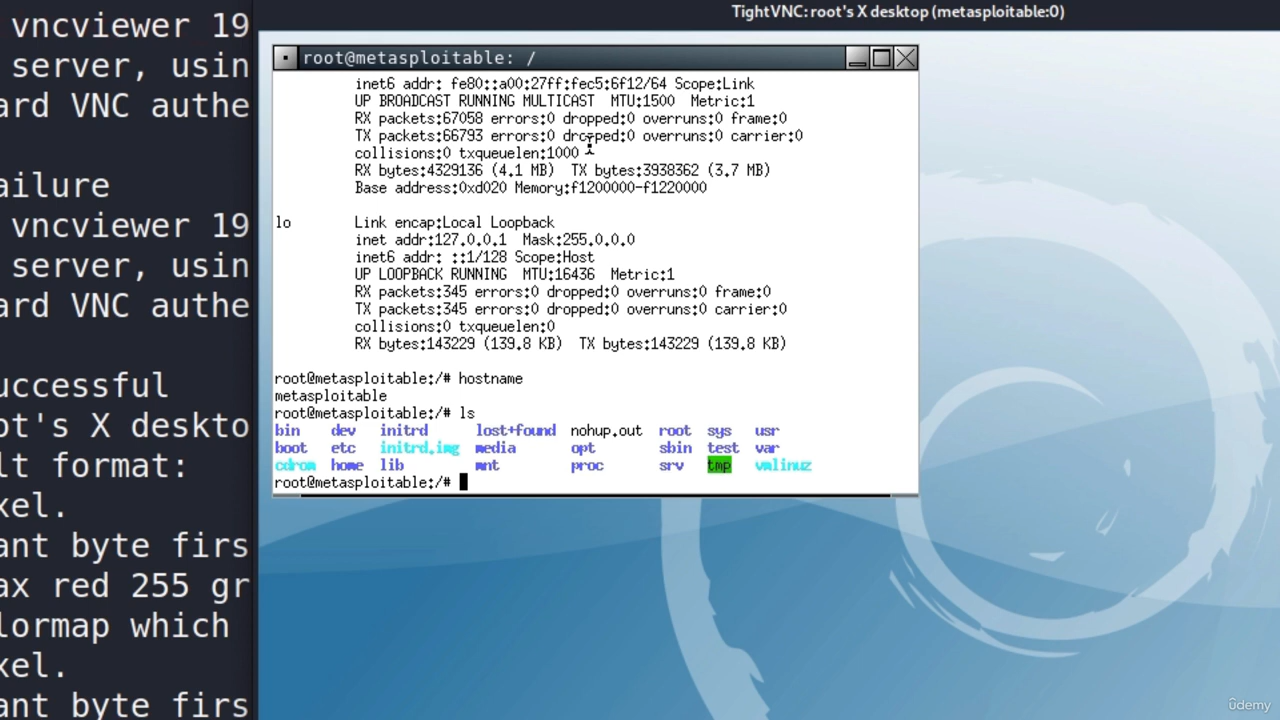 vncviewer 19
server, usin
ard VNC authe
ailure
vncviewer 19
server, usin
ard VNC authe
uccessful
ot's X deskto
lt format:
xel.
ant byte firs
ax red 255 gr
lormap which
xel.
ant byte firs
TightVNC: root's X desktop (metasploitable:0)
root@metasploitable: /
inet6 addr: fe80::a00:27ff:fec5:6f12/64 Scope:Link
UP BROADCAST RUNNING MULTICAST  MTU:1500  Metric:1
RX packets:67058 errors:0 dropped:0 overruns:0 frame:0
TX packets:66793 errors:0 dropped:0 overruns:0 carrier:0
collisions:0 txqueuelen:1000
RX bytes:4329136 (4.1 MB)  TX bytes:3938362 (3.7 MB)
Base address:0xd020 Memory:f1200000-f1220000
lo        Link encap:Local Loopback
inet addr:127.0.0.1  Mask:255.0.0.0
inet6 addr: ::1/128 Scope:Host
UP LOOPBACK RUNNING  MTU:16436  Metric:1
RX packets:345 errors:0 dropped:0 overruns:0 frame:0
TX packets:345 errors:0 dropped:0 overruns:0 carrier:0
collisions:0 txqueuelen:0
RX bytes:143229 (139.8 KB)  TX bytes:143229 (139.8 KB)
root@metasploitable:/# hostname
metasploitable
root@metasploitable:/# ls
bin    dev   initrd      lost+found  nohup.out  root  sys   usr
boot   etc   initrd.img  media       opt        sbin  test  var
cdrom  home  lib         mnt         proc       srv   tmp   vmlinuz
root@metasploitable:/#
ûdemy